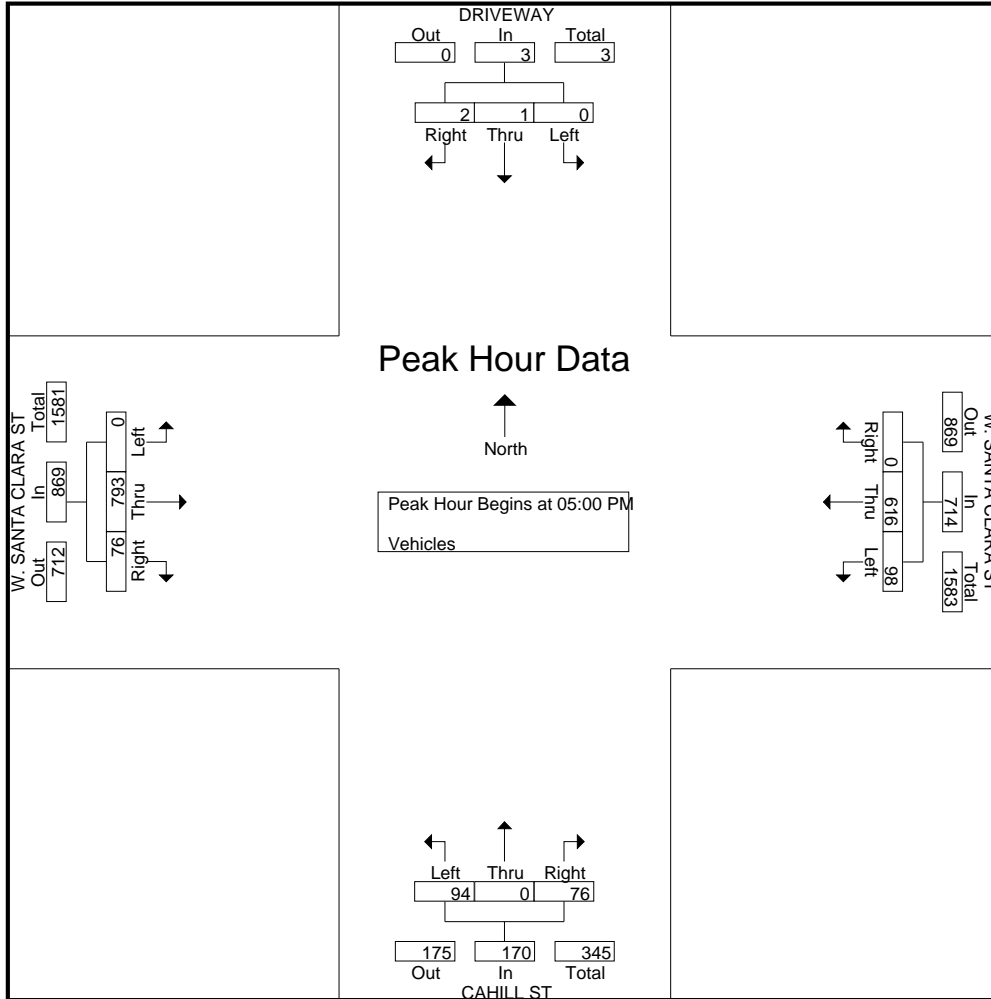 DRIVEWAY
Out In Total
0 3 3
2 1 0
Right Thru Left
Peak Hour Data
North
Peak Hour Begins at 05:00 PM
Vehicles
W. SANTA CLARA ST
Total In Out
1581 869 712
0 793 76
Left Thru Right
W. SANTA CLARA ST
Out In Total
869 714 1583
0 616 98
Right Thru Left
Left Thru Right
94 0 76
175 170 345
Out In Total
CAHILL ST